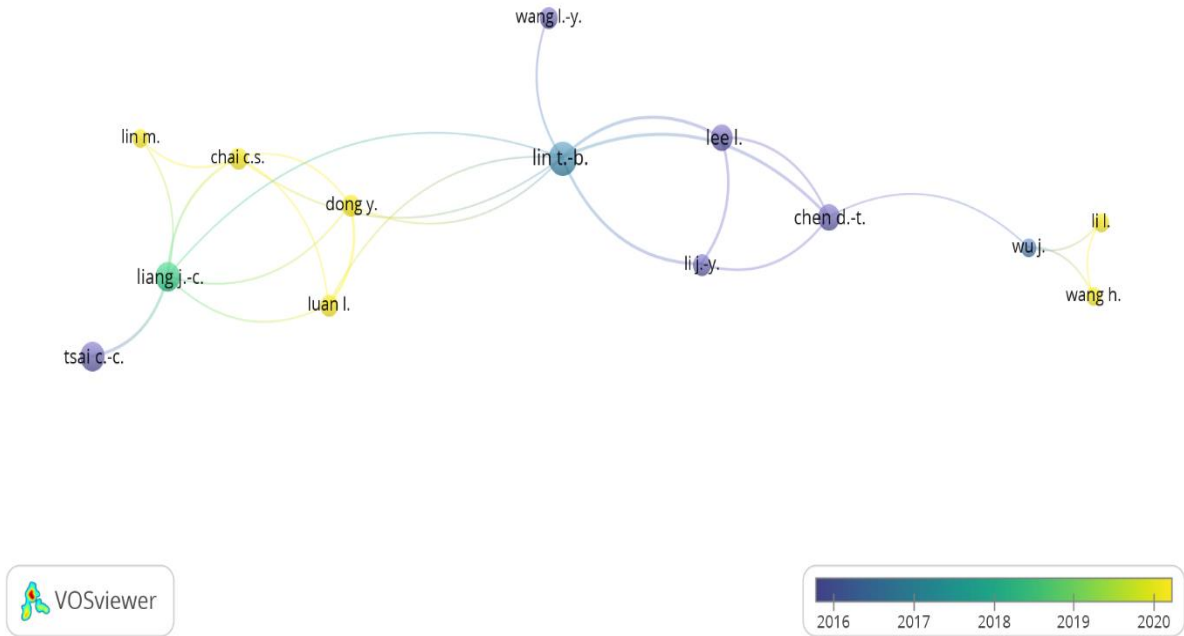 wang l.-y.
lin m.
chai c.s.
lin t.-b.
lee l.
dong y.
chen d.-t.
li l.
wu j.
li j.-y.
liang j.-c.
wang h.
luan l.
tsai c.-c.
VOSviewer
2016 2017 2018 2019 2020